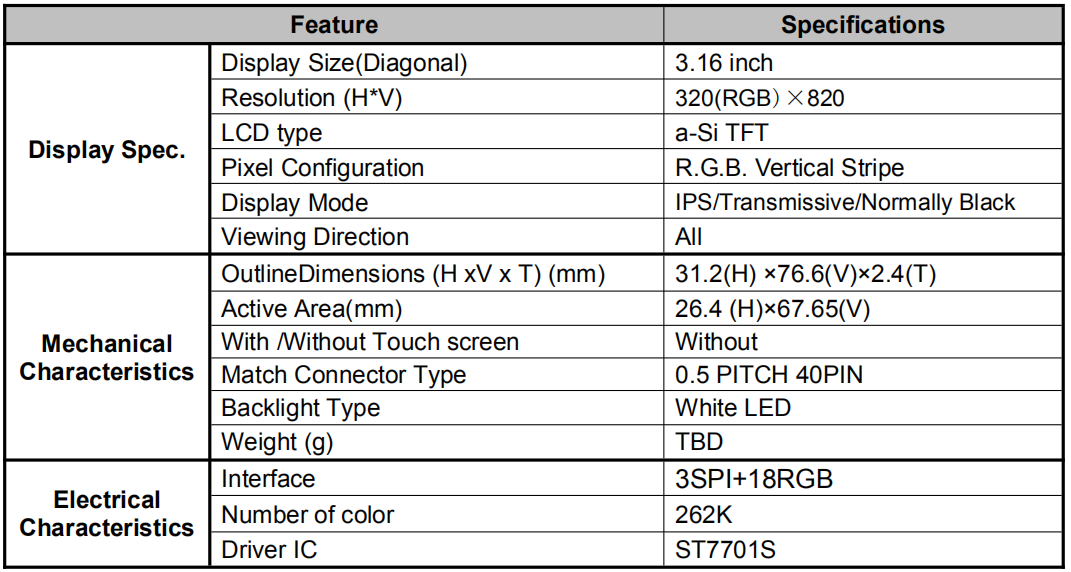 Feature Specifications
Display Spec.
Display Size(Diagonal) 3.16 inch
Resolution (H*V) 320(RGB）×820
LCD type a-Si TFT
Pixel Configuration R.G.B. Vertical Stripe
Display Mode IPS/Transmissive/Normally Black
Viewing Direction All
Mechanical
Characteristics
OutlineDimensions (H xV x T) (mm) 31.2(H) ×76.6(V)×2.4(T)
Active Area(mm) 26.4 (H)×67.65(V)
With /Without Touch screen Without
Match Connector Type 0.5 PITCH 40PIN
Backlight Type White LED
Weight (g) TBD
Electrical
Characteristics
Interface 3SPI+18RGB
Number of color 262K
Driver IC ST7701S